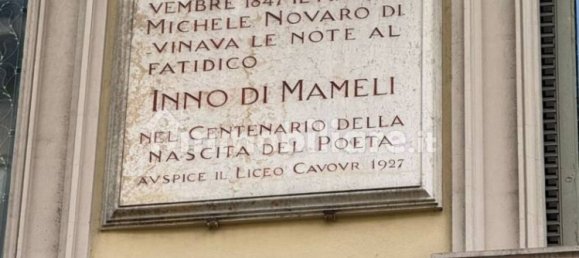 VEMBRE 1847 IL
MICHELE NOVARO DI
VINAVA LE NOTE AL
FATIDICO
INNO DI MAMELI
NEL CENTENARIO DELLA
NASCITA DEL POETA
AVSPICE IL LICEO CAVOVR 1927